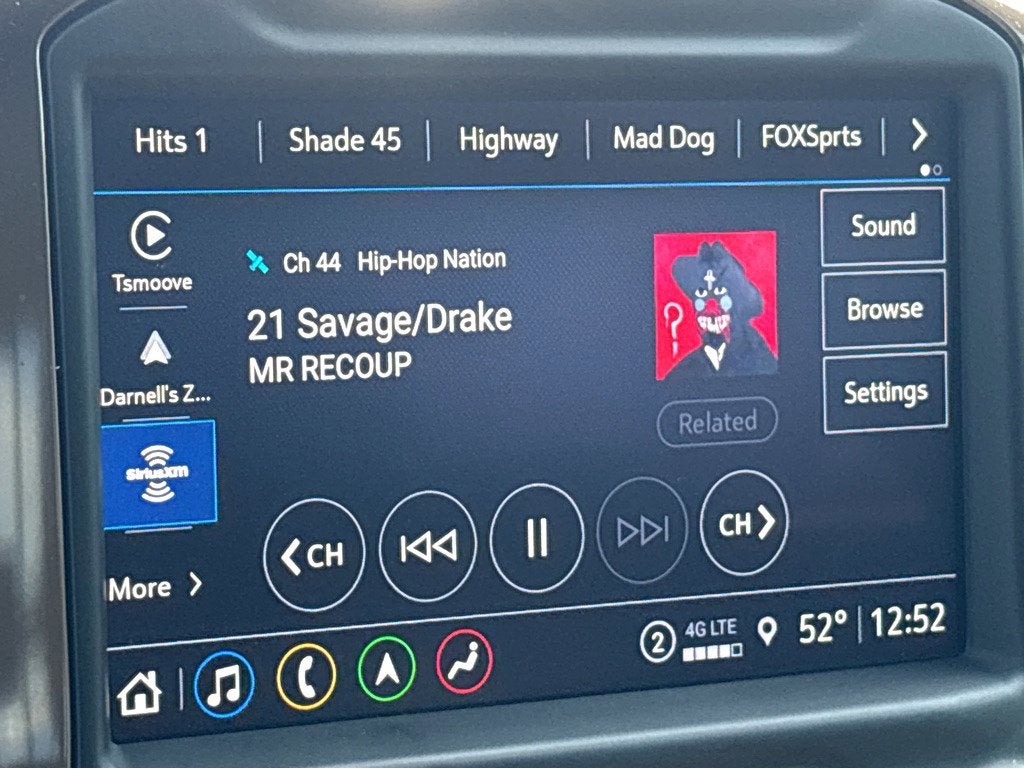 Hits 1
Shade 45
Highway
Mad Dog
FOXSprts
Tsmoove
Darnell's Z...
SiriusXM
More
Ch 44 Hip-Hop Nation
21 Savage/Drake
MR RECOUP
Related
Sound
Browse
Settings
CH
CH
2
4G LTE
52°
12:52